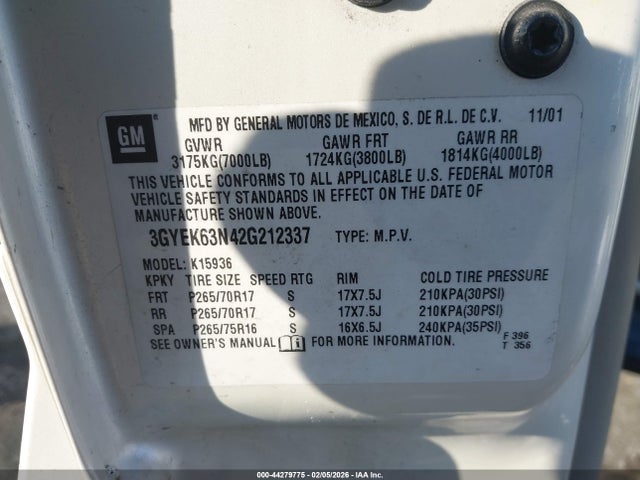 GM
MFD BY GENERAL MOTORS DE MEXICO, S. DE R.L. DE C.V. 11/01
GVWR GAWR FRT GAWR RR
3175KG(7000LB) 1724KG(3800LB) 1814KG(4000LB)
THIS VEHICLE CONFORMS TO ALL APPLICABLE U.S. FEDERAL MOTOR
VEHICLE SAFETY STANDARDS IN EFFECT ON THE DATE OF
MANUFACTURE SHOWN ABOVE.
3GYEK63N42G212337 TYPE: M.P.V.
MODEL: K15936
KPKY TIRE SIZE SPEED RTG RIM COLD TIRE PRESSURE
FRT P265/70R17 S 17X7.5J 210KPA(30PSI)
RR P265/70R17 S 17X7.5J 210KPA(30PSI)
SPA P265/75R16 S 16X6.5J 240KPA(35PSI)
SEE OWNER'S MANUAL i FOR MORE INFORMATION.
F 396
T 356
000-44279775 - 02/05/2026 - IAA, Inc.